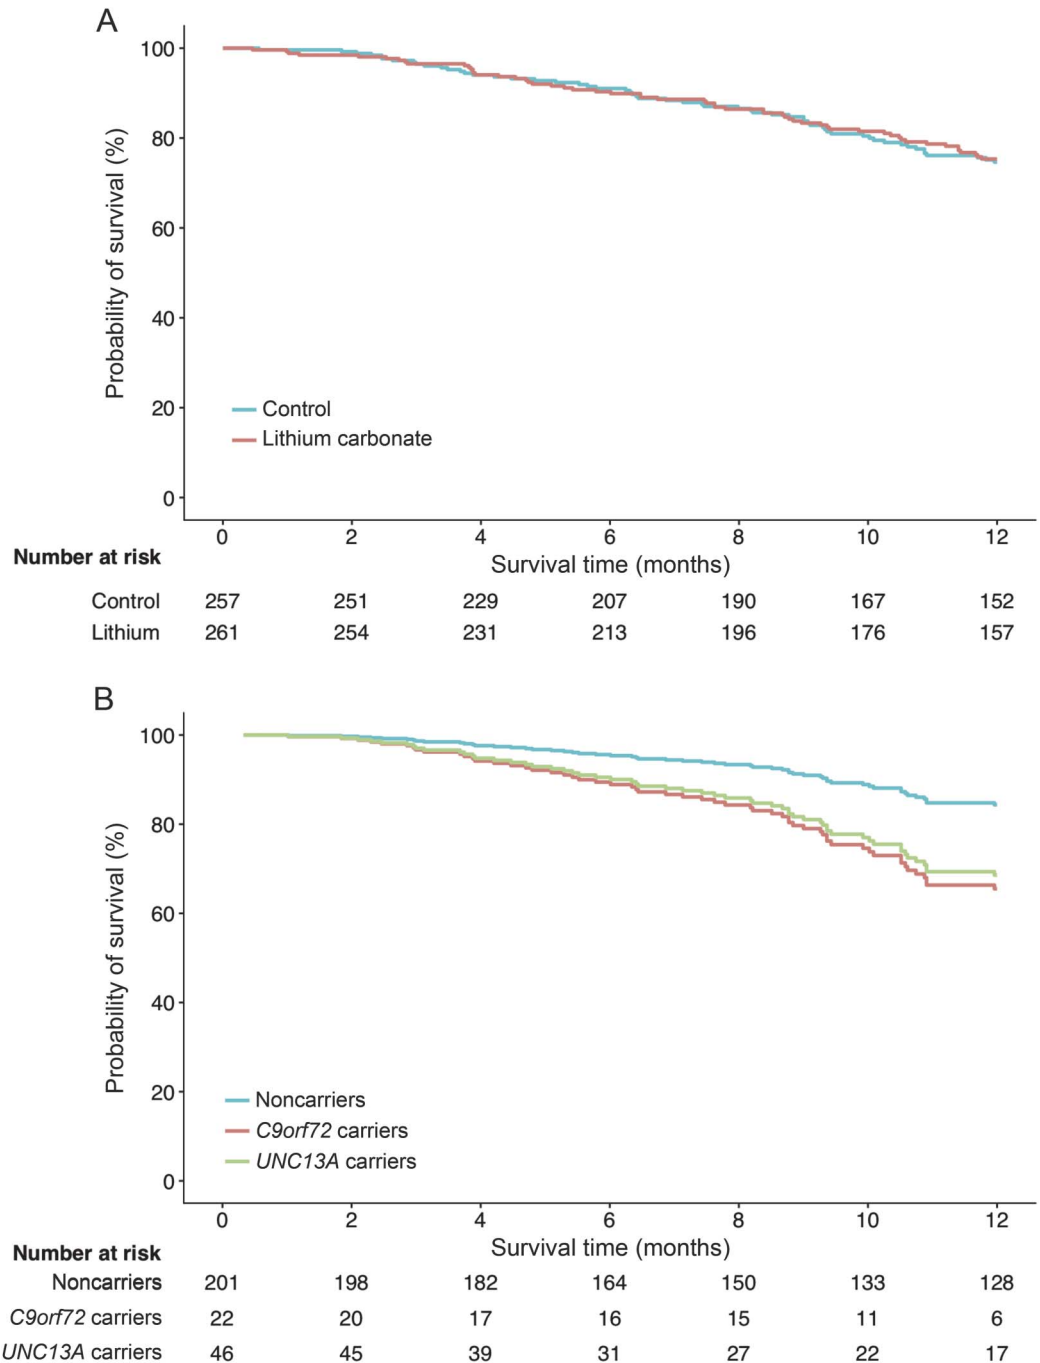 A
Probability of survival (%)
100
80
60
40
20
0
Control
Lithium carbonate
0 2 4 6 8 10 12
Survival time (months)
Number at risk
Control 257 251 229 207 190 167 152
Lithium 261 254 231 213 196 176 157
B
Probability of survival (%)
100
80
60
40
20
0
Noncarriers
C9orf72 carriers
UNC13A carriers
0 2 4 6 8 10 12
Survival time (months)
Number at risk
Noncarriers 201 198 182 164 150 133 128
C9orf72 carriers 22 20 17 16 15 11 6
UNC13A carriers 46 45 39 31 27 22 17